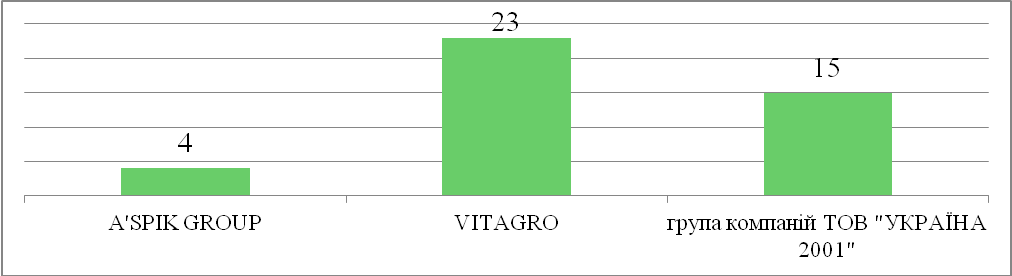 23
15
4
A'SPIK GROUP
VITAGRO
група компаній ТОВ "УКРАЇНА
2001"